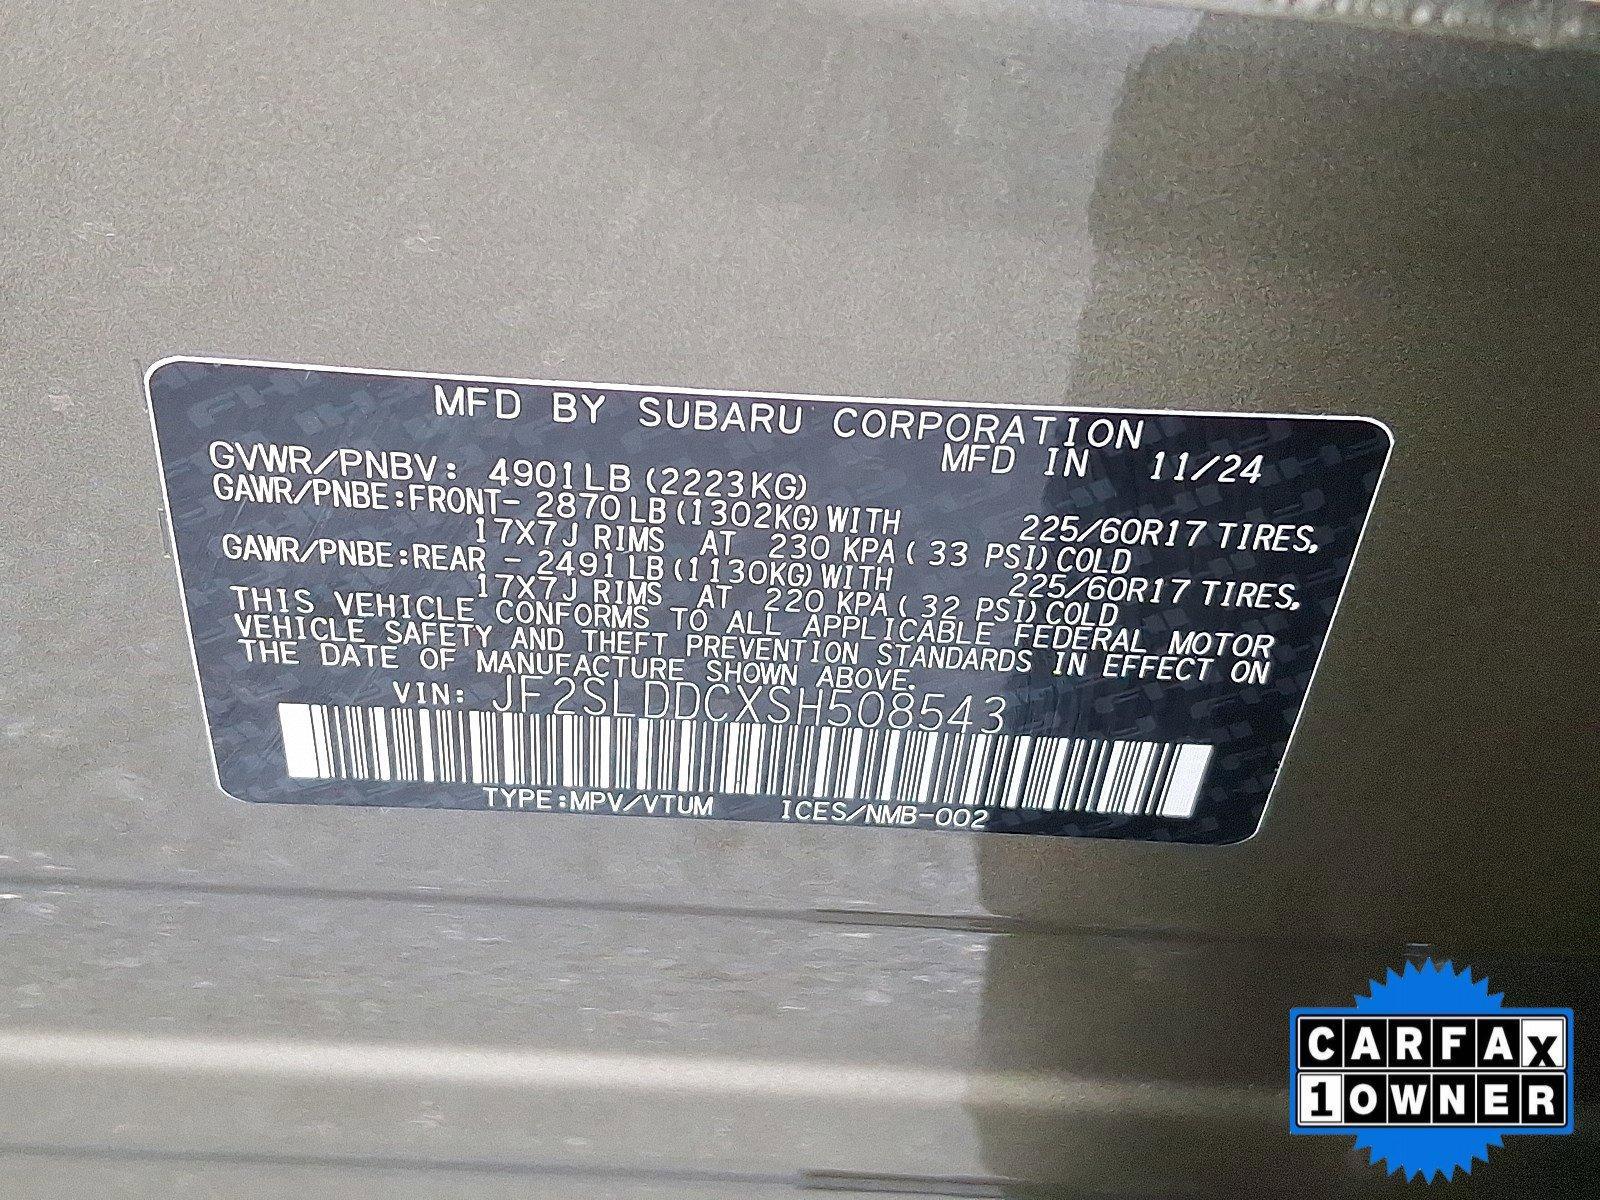 MFD BY SUBARU CORPORATION
MFD IN 11/24
GVWR/PNBV: 4901LB (2223KG)
GAWR/PNBE:FRONT- 2870LB(1302KG)WITH 225/60R17 TIRES,
17X7J RIMS AT 230 KPA( 33 PSI)COLD
GAWR/PNBE:REAR - 2491LB(1130KG)WITH 225/60R17 TIRES,
17X7J RIMS AT 220 KPA( 32 PSI)COLD
THIS VEHICLE CONFORMS TO ALL APPLICABLE FEDERAL MOTOR
VEHICLE SAFETY AND THEFT PREVENTION STANDARDS IN EFFECT ON
THE DATE OF MANUFACTURE SHOWN ABOVE.
VIN: JF2SLDDCXSH508543
TYPE:MPV/VTUM ICES/NMB-002
CARFAX
1 OWNER